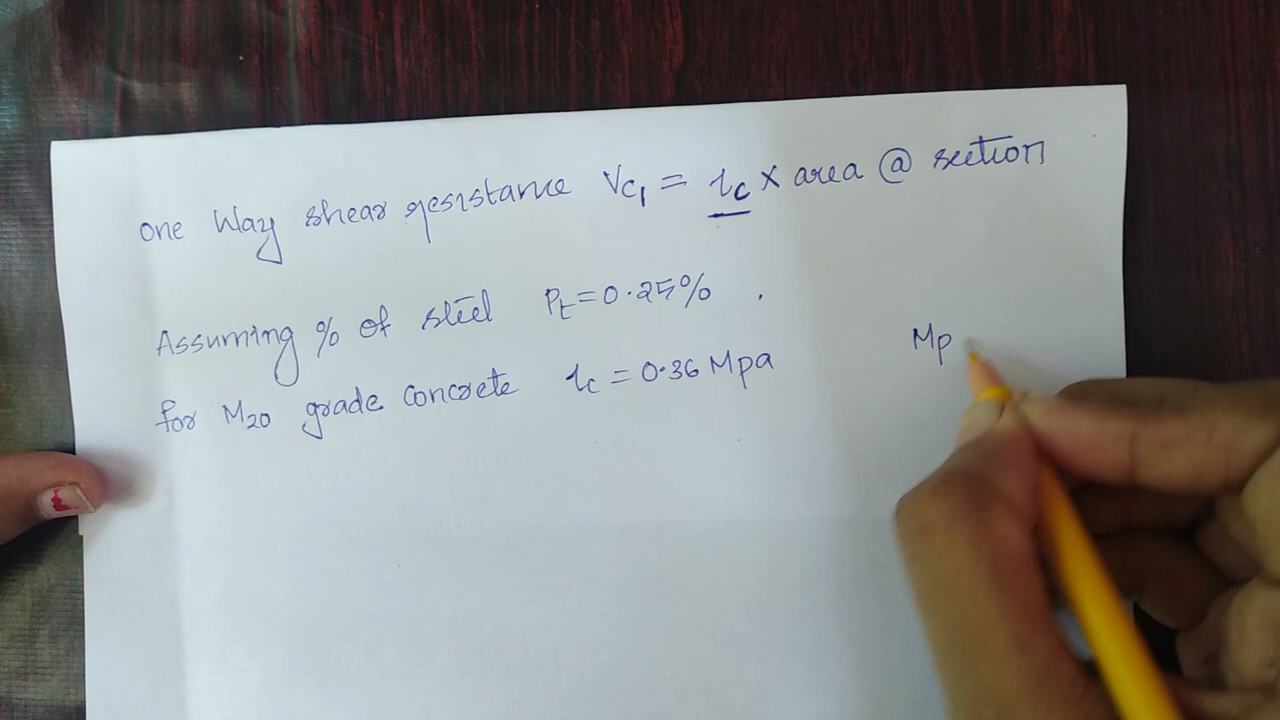 one Way shear resistance Vc₁ = τc × area @ section
Assuming % of steel Pt = 0.25% .
for M20 grade concrete τc = 0.36 Mpa
Mp